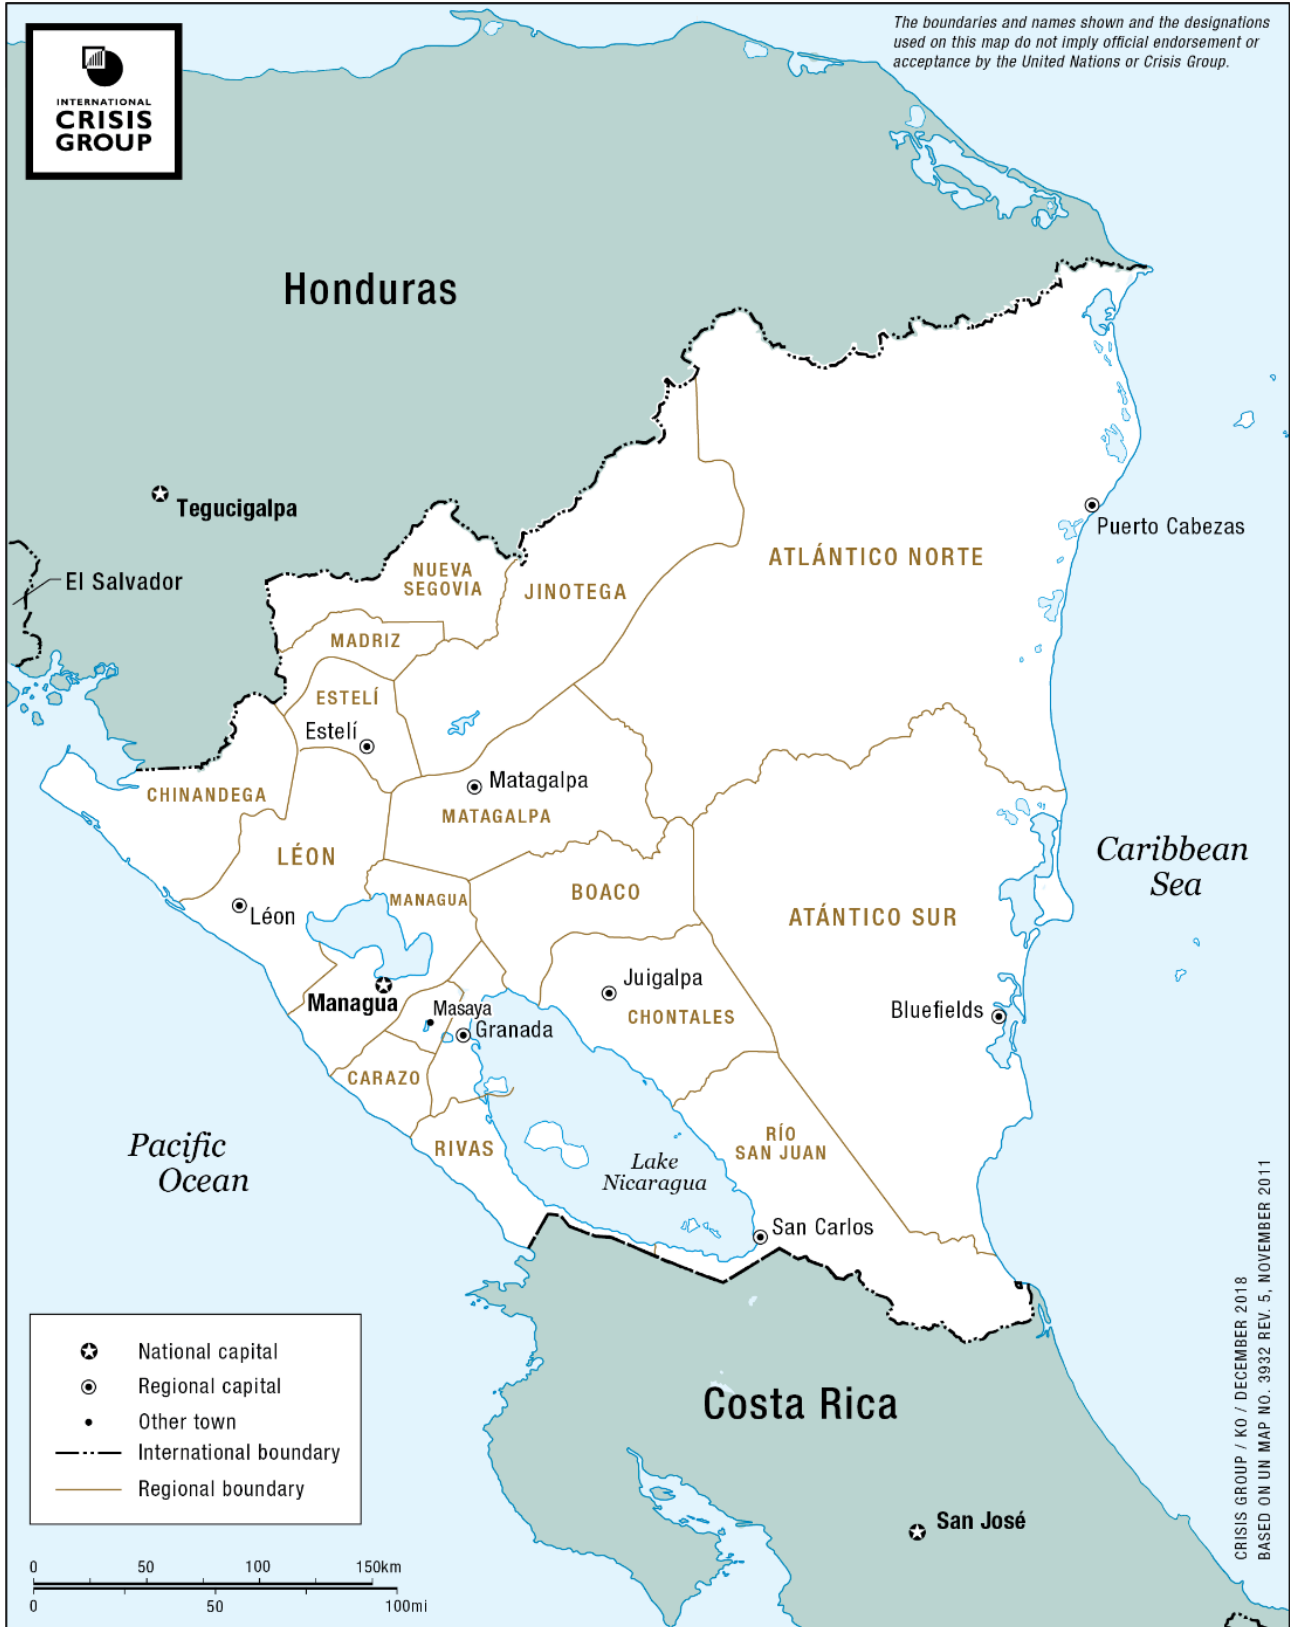 The boundaries and names shown and the designations
used on this map do not imply official endorsement or
acceptance by the United Nations or Crisis Group.
INTERNATIONAL
CRISIS
GROUP
Honduras
Tegucigalpa
El Salvador
Puerto Cabezas
ATLÁNTICO NORTE
NUEVA
SEGOVIA
JINOTEGA
MADRIZ
ESTELÍ
Estelí
CHINANDEGA
Matagalpa
MATAGALPA
LÉON
Léon
MANAGUA
BOACO
ATÁNTICO SUR
Caribbean
Sea
Managua
Masaya
Granada
Juigalpa
CHONTALES
Bluefields
CARAZO
RIVAS
Pacific
Ocean
Lake
Nicaragua
RÍO
SAN JUAN
San Carlos
Costa Rica
San José
National capital
Regional capital
Other town
International boundary
Regional boundary
0 50 100 150km
0 50 100mi
CRISIS GROUP / KO / DECEMBER 2018
BASED ON UN MAP NO. 3932 REV. 5, NOVEMBER 2011